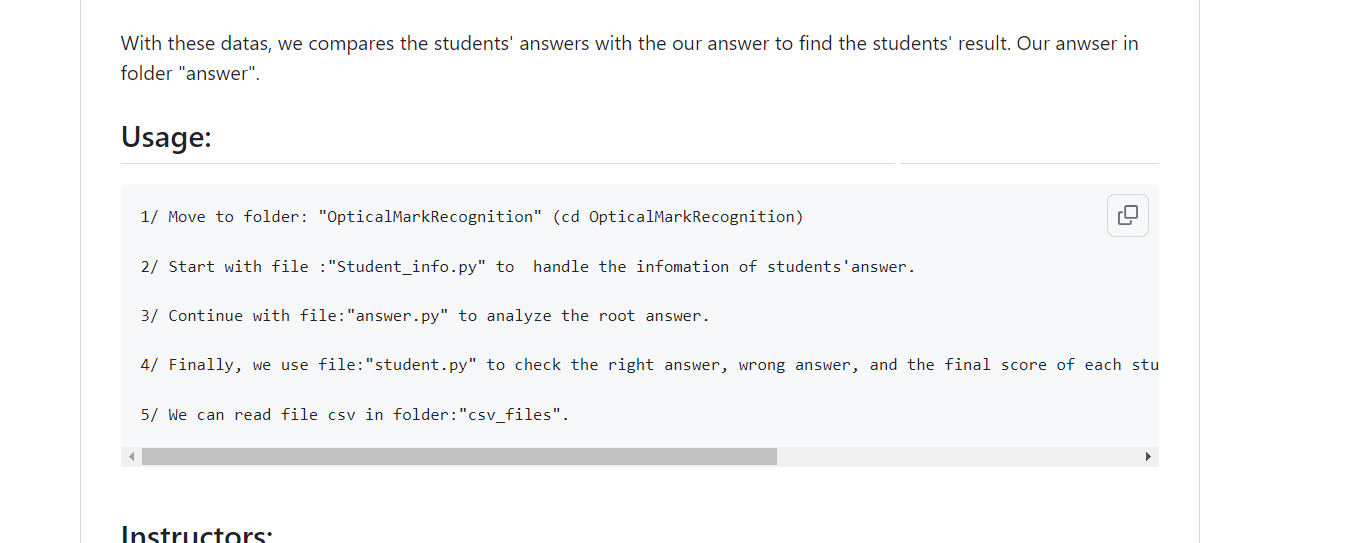 With these datas, we compares the students' answers with the our answer to find the students' result. Our anwser in
folder "answer".
Usage:
1/ Move to folder: "OpticalMarkRecognition" (cd OpticalMarkRecognition)
2/ Start with file :"Student_info.py" to  handle the infomation of students'answer.
3/ Continue with file:"answer.py" to analyze the root answer.
4/ Finally, we use file:"student.py" to check the right answer, wrong answer, and the final score of each stu
5/ We can read file csv in folder:"csv_files".
Instructors: